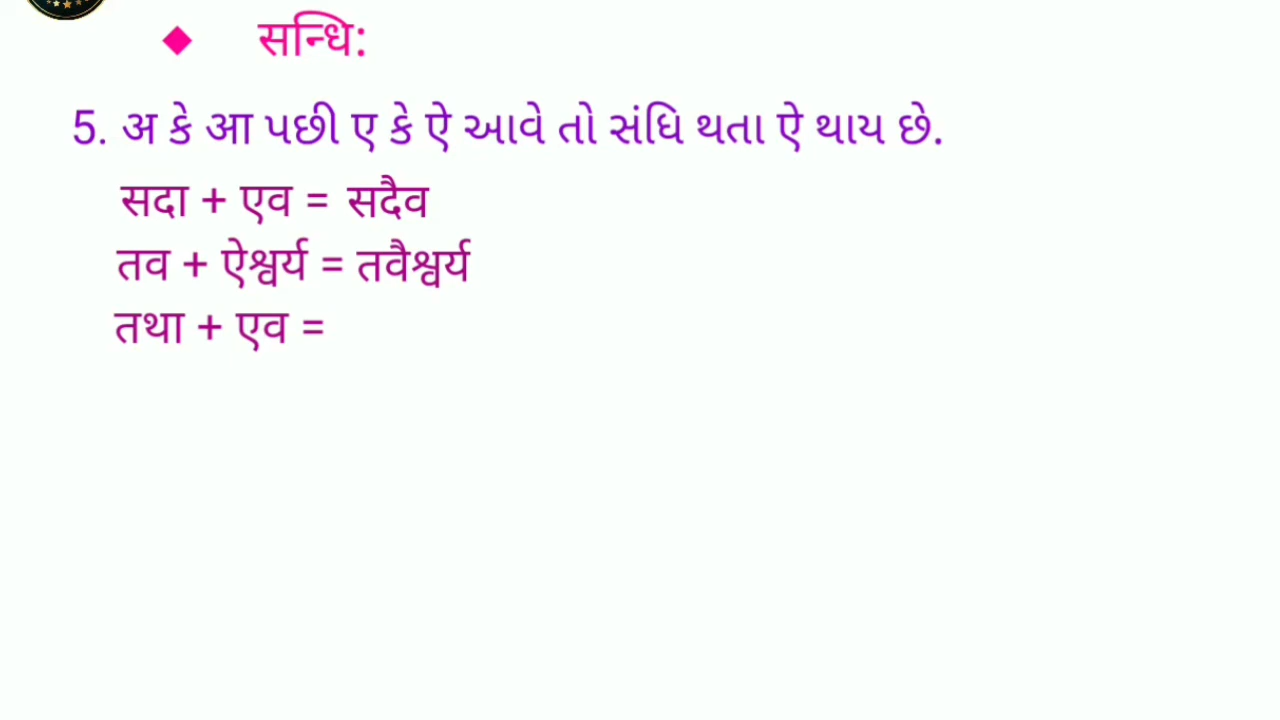 ◆ सन्धि:
5. अ કે आ પછી ए કે ऐ આવે તો સંધિ થતા ऐ થાય છે.
सदा + एव = सदैव
तव + ऐश्वर्य = तवैश्वर्य
तथा + एव =